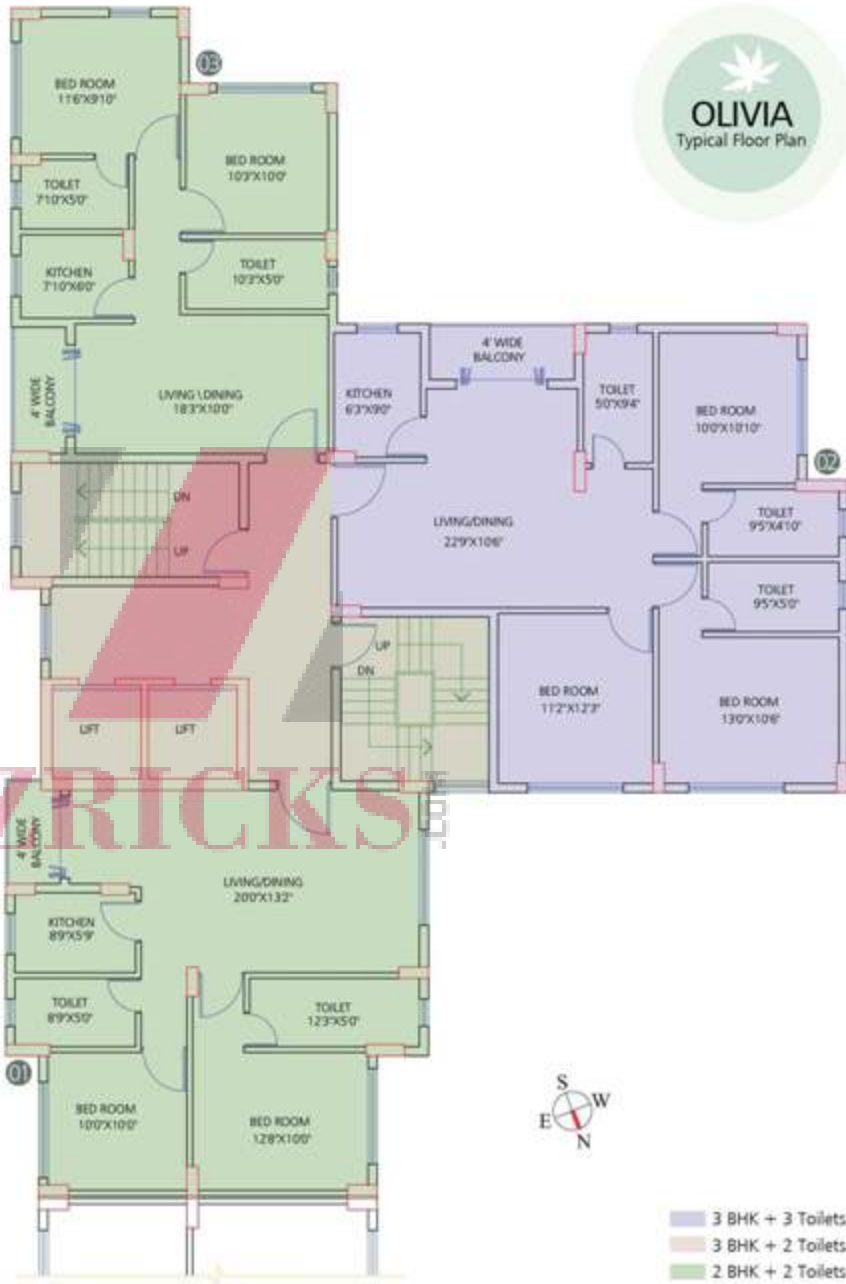 OLIVIA
Typical Floor Plan
03
BED ROOM
11'6"X9'10"
BED ROOM
10'3"X10'0"
TOILET
7'10"X5'0"
TOILET
10'3"X5'0"
KITCHEN
7'10"X6'0"
4' WIDE
BALCONY
LIVING \DINING
18'3"X10'0"
4' WIDE
BALCONY
KITCHEN
6'3"X9'0"
TOILET
5'0"X9'4"
BED ROOM
10'0"X10'10"
02
DN
UP
LIVING/DINING
22'9"X10'6"
TOILET
9'5"X4'10"
TOILET
9'5"X5'0"
UP
DN
BED ROOM
11'2"X12'3"
BED ROOM
13'0"X10'6"
LIFT
LIFT
ZRICKS
.com
4' WIDE
BALCONY
LIVING/DINING
20'0"X13'2"
KITCHEN
8'9"X5'9"
TOILET
8'9"X5'0"
TOILET
12'3"X5'0"
01
BED ROOM
10'0"X10'0"
BED ROOM
12'8"X10'0"
S
W
E
N
3 BHK + 3 Toilets
3 BHK + 2 Toilets
2 BHK + 2 Toilets